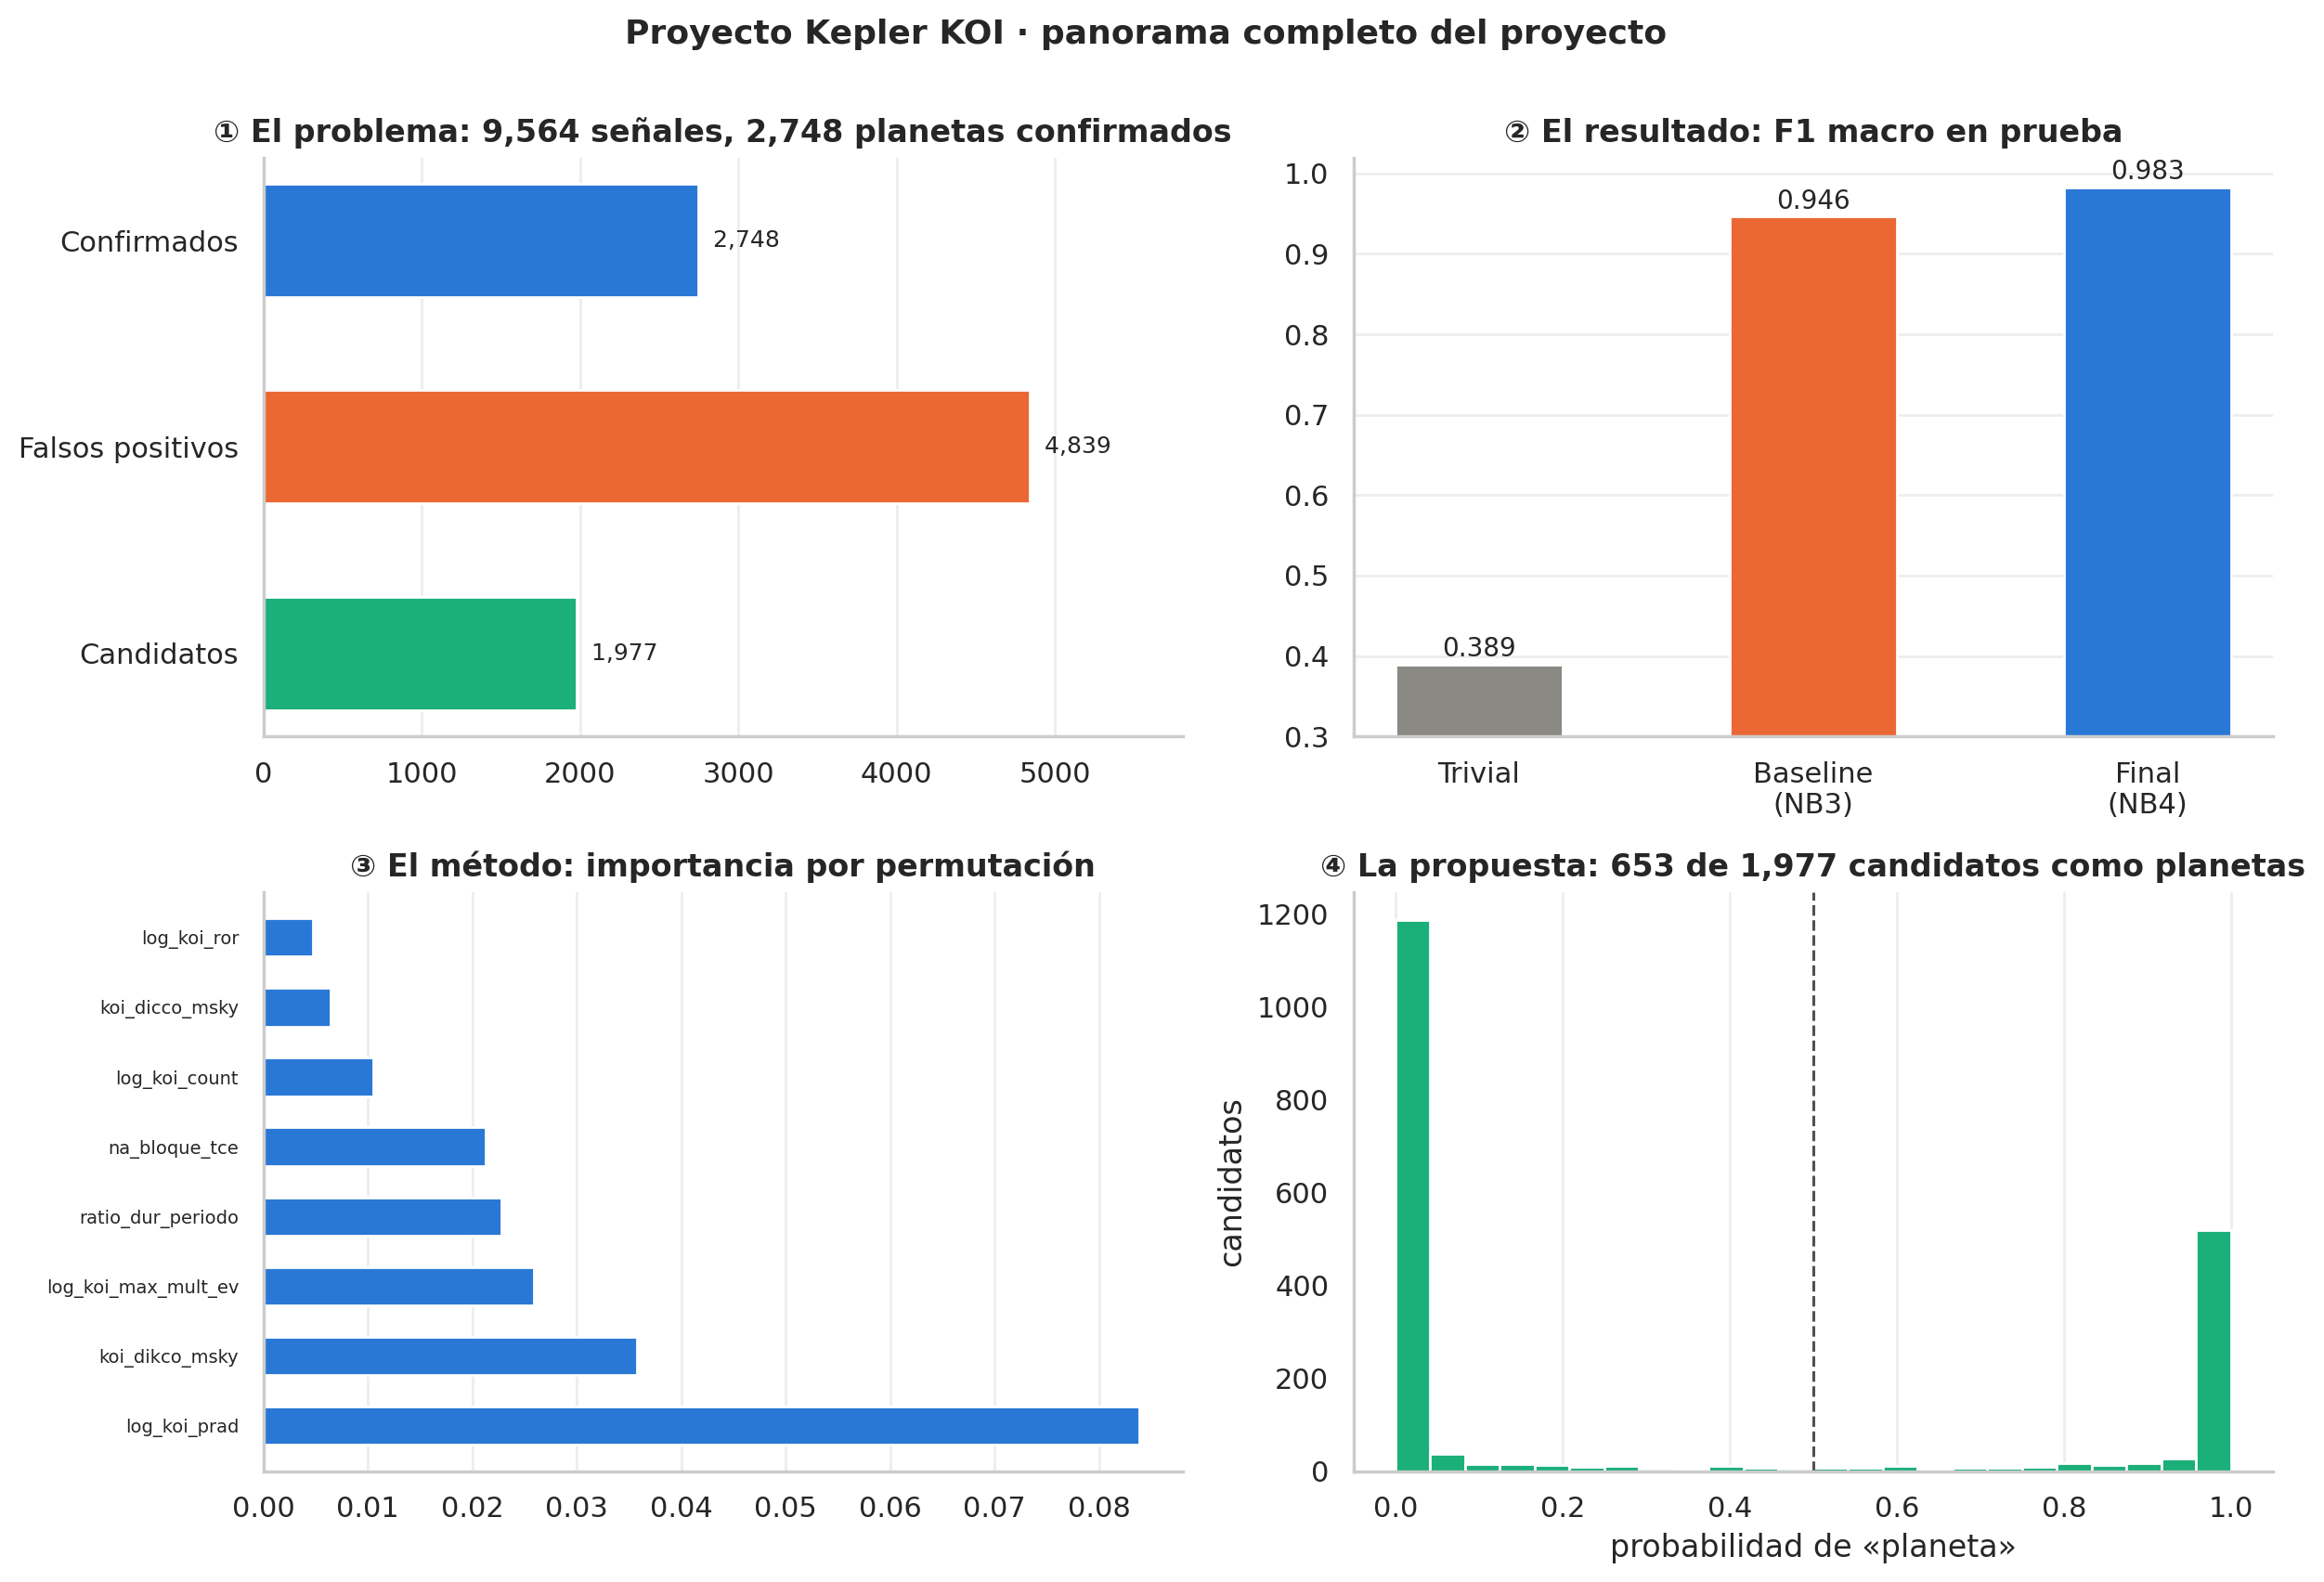 Proyecto Kepler KOI · panorama completo del proyecto
① El problema: 9,564 señales, 2,748 planetas confirmados
Confirmados
2,748
Falsos positivos
4,839
Candidatos
1,977
0 1000 2000 3000 4000 5000
② El resultado: F1 macro en prueba
1.0
0.9
0.8
0.7
0.6
0.5
0.4
0.3
0.389
0.946
0.983
Trivial
Baseline
(NB3)
Final
(NB4)
③ El método: importancia por permutación
log_koi_ror
koi_dicco_msky
log_koi_count
na_bloque_tce
ratio_dur_periodo
log_koi_max_mult_ev
koi_dikco_msky
log_koi_prad
0.00 0.01 0.02 0.03 0.04 0.05 0.06 0.07 0.08
④ La propuesta: 653 de 1,977 candidatos como planetas
candidatos
1200
1000
800
600
400
200
0
0.0 0.2 0.4 0.6 0.8 1.0
probabilidad de «planeta»